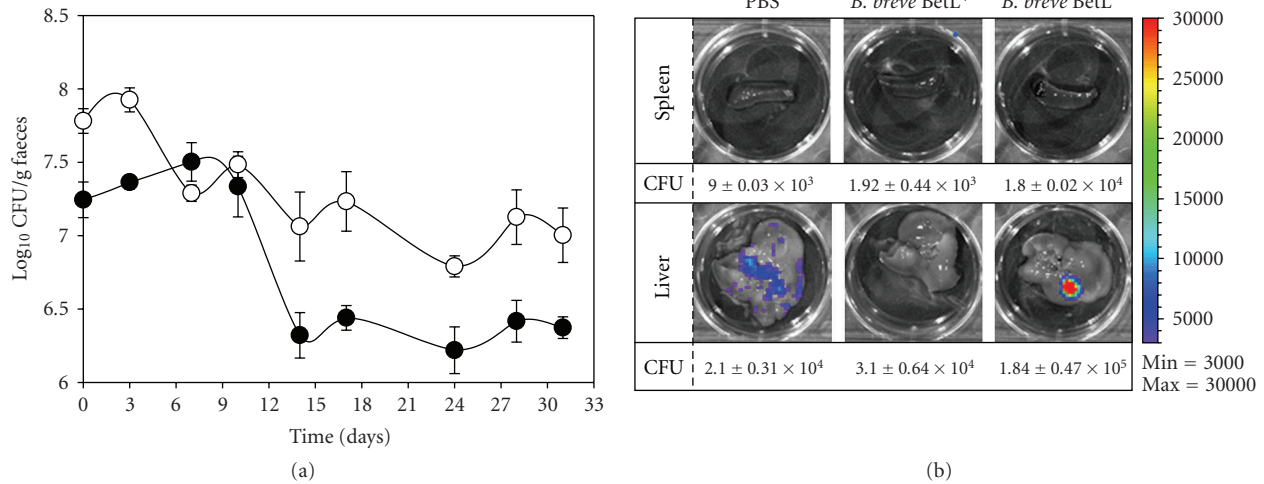 8.5
8
7.5
7
6.5
6
Log₁₀ CFU/g faeces
0 3 6 9 12 15 18 21 24 27 30 33
Time (days)
(a)
PBS B. breve BetL⁺ B. breve BetL⁻
Spleen
CFU 9 ± 0.03 × 10³ 1.92 ± 0.44 × 10³ 1.8 ± 0.02 × 10⁴
Liver
CFU 2.1 ± 0.31 × 10⁴ 3.1 ± 0.64 × 10⁴ 1.84 ± 0.47 × 10⁵
30000
25000
20000
15000
10000
5000
Min = 3000
Max = 30000
(b)